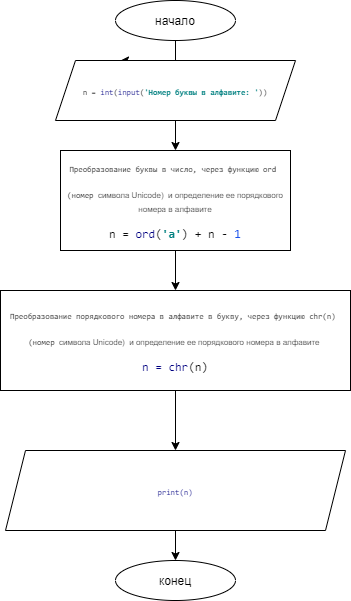 начало
n = int(input('Номер буквы в алфавите: '))
Преобразование буквы в число, через функцию ord
(номер символа Unicode) и определение ее порядкового
номера в алфавите
n = ord('a') + n - 1
Преобразование порядкового номера в алфавите в букву, через функцию chr(n)
(номер символа Unicode) и определение ее порядкового номера в алфавите
n = chr(n)
print(n)
конец